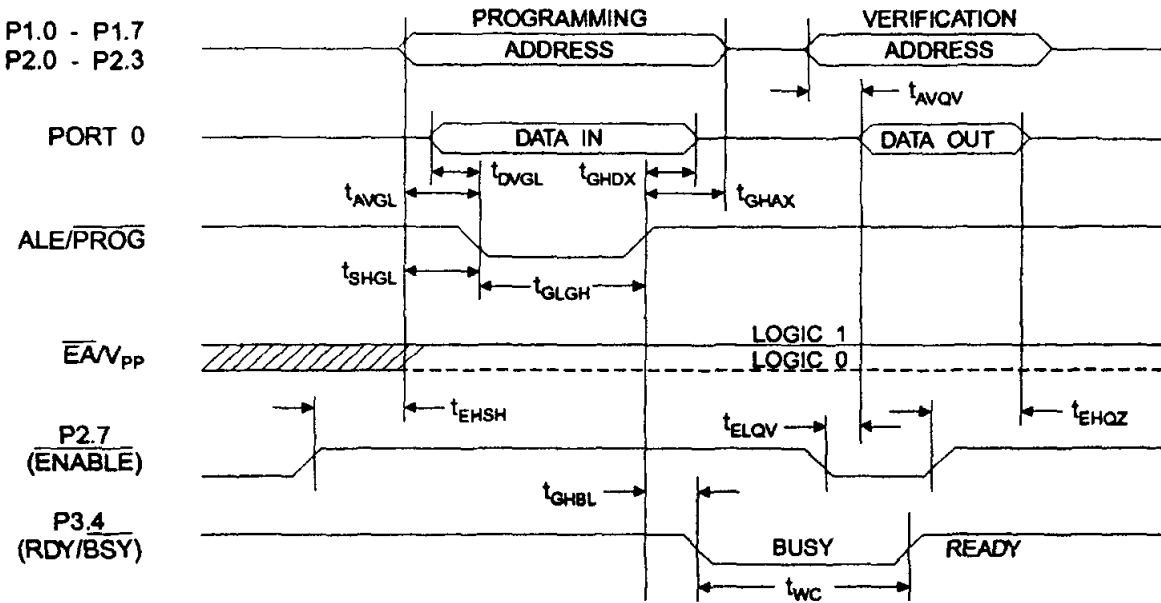 PROGRAMMING VERIFICATION
P1.0 - P1.7
P2.0 - P2.3
ADDRESS ADDRESS
tAVQV
PORT 0 DATA IN DATA OUT
tDVGL tGHDX
tAVGL tGHAX
ALE/PROG
tSHGL tGLGH
EA/VPP LOGIC 1
LOGIC 0
tEHSH tELQV tEHQZ
P2.7
(ENABLE)
tGHBL
P3.4
(RDY/BSY) BUSY READY
tWC